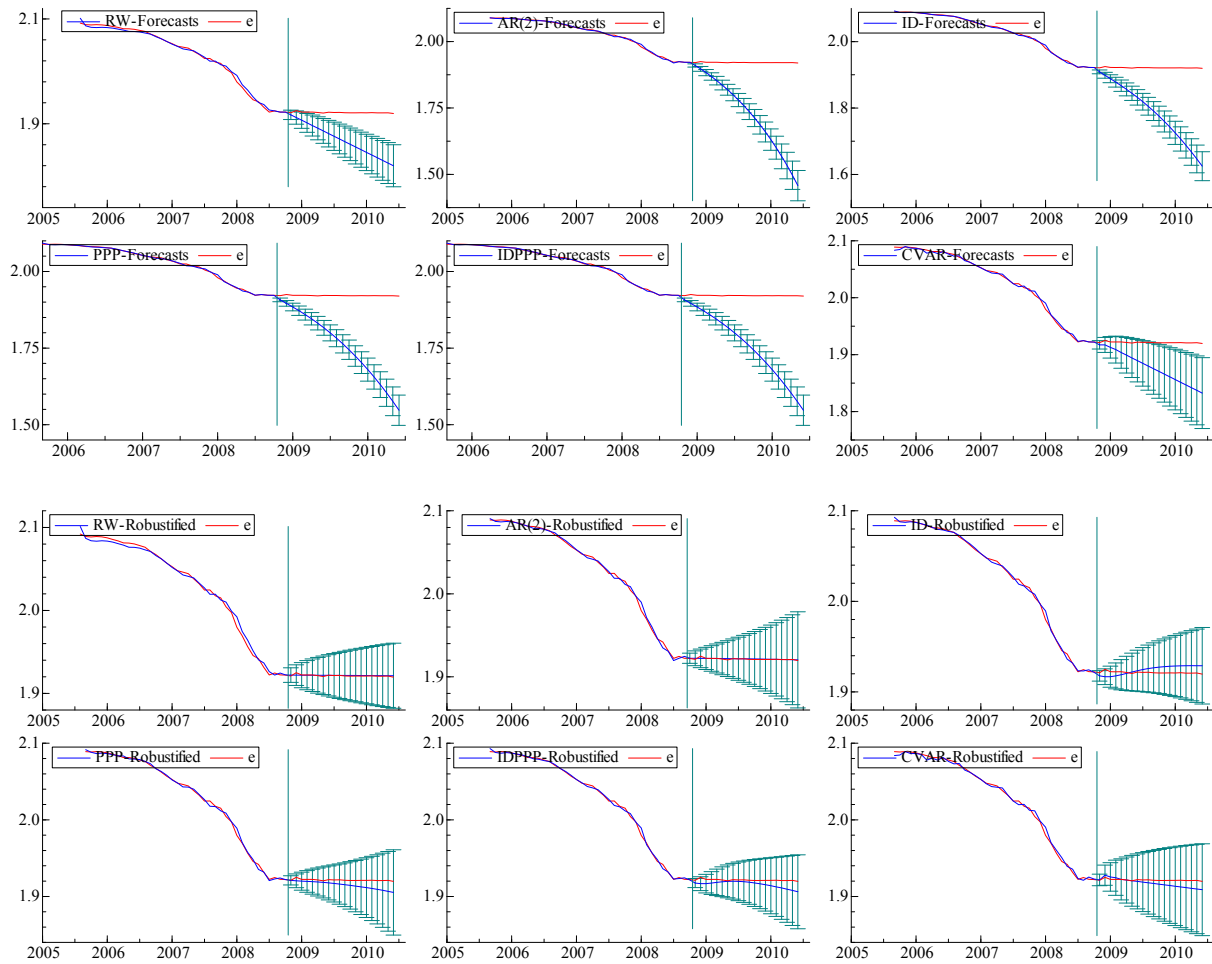 RW-Forecasts e
2.1
1.9
2005 2006 2007 2008 2009 2010
AR(2)-Forecasts e
2.00
1.75
1.50
2005 2006 2007 2008 2009 2010
ID-Forecasts e
2.0
1.8
1.6
2005 2006 2007 2008 2009 2010
PPP-Forecasts e
2.00
1.75
1.50
2006 2007 2008 2009 2010
IDPPP-Forecasts e
2.00
1.75
1.50
2006 2007 2008 2009 2010
CVAR-Forecasts e
2.1
2.0
1.9
1.8
2005 2006 2007 2008 2009 2010
RW-Robustified e
2.1
2.0
1.9
2005 2006 2007 2008 2009 2010
AR(2)-Robustified e
2.1
2.0
1.9
2005 2006 2007 2008 2009 2010
ID-Robustified e
2.1
2.0
1.9
2005 2006 2007 2008 2009 2010
PPP-Robustified e
2.1
2.0
1.9
2005 2006 2007 2008 2009 2010
IDPPP-Robustified e
2.1
2.0
1.9
2005 2006 2007 2008 2009 2010
CVAR-Robustified e
2.1
2.0
1.9
2005 2006 2007 2008 2009 2010